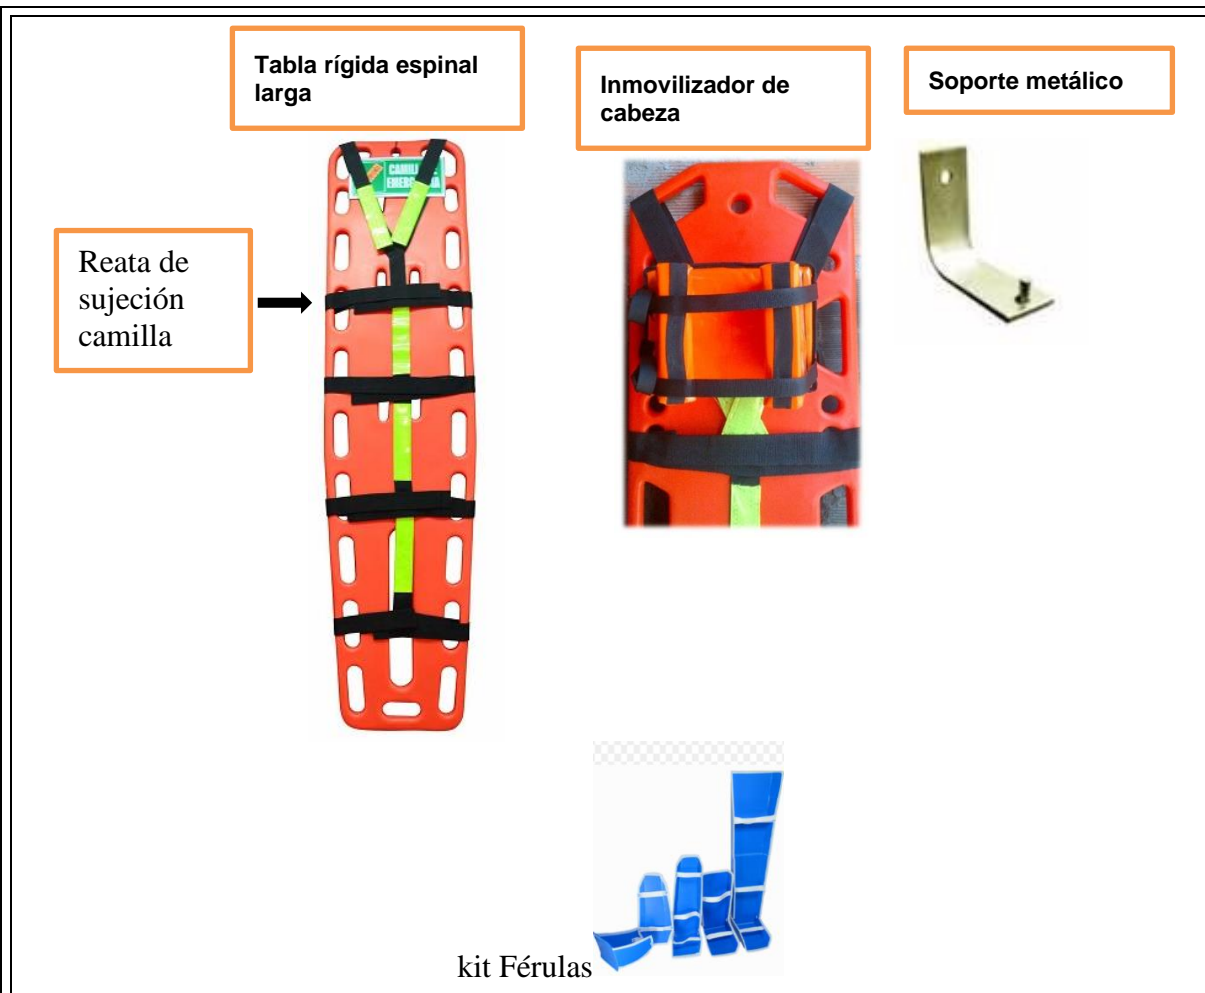 Tabla rígida espinal
larga
Inmovilizador de
cabeza
Soporte metálico
Reata de
sujeción
camilla
kit Férulas